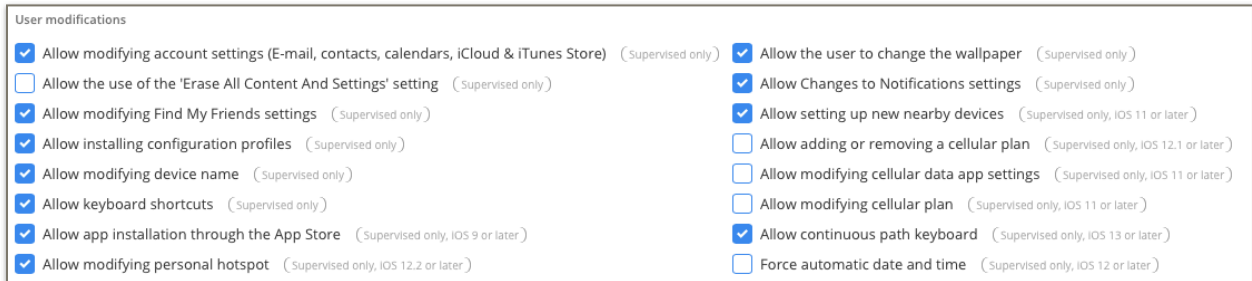 User modifications
Allow modifying account settings (E-mail, contacts, calendars, iCloud & iTunes Store) (Supervised only)
Allow the use of the 'Erase All Content And Settings' setting (Supervised only)
Allow modifying Find My Friends settings (Supervised only)
Allow installing configuration profiles (Supervised only)
Allow modifying device name (Supervised only)
Allow keyboard shortcuts (Supervised only)
Allow app installation through the App Store (Supervised only, iOS 9 or later)
Allow modifying personal hotspot (Supervised only, iOS 12.2 or later)
Allow the user to change the wallpaper (Supervised only)
Allow Changes to Notifications settings (Supervised only)
Allow setting up new nearby devices (Supervised only, iOS 11 or later)
Allow adding or removing a cellular plan (Supervised only, iOS 12.1 or later)
Allow modifying cellular data app settings (Supervised only, iOS 11 or later)
Allow modifying cellular plan (Supervised only, iOS 11 or later)
Allow continuous path keyboard (Supervised only, iOS 13 or later)
Force automatic date and time (Supervised only, iOS 12 or later)